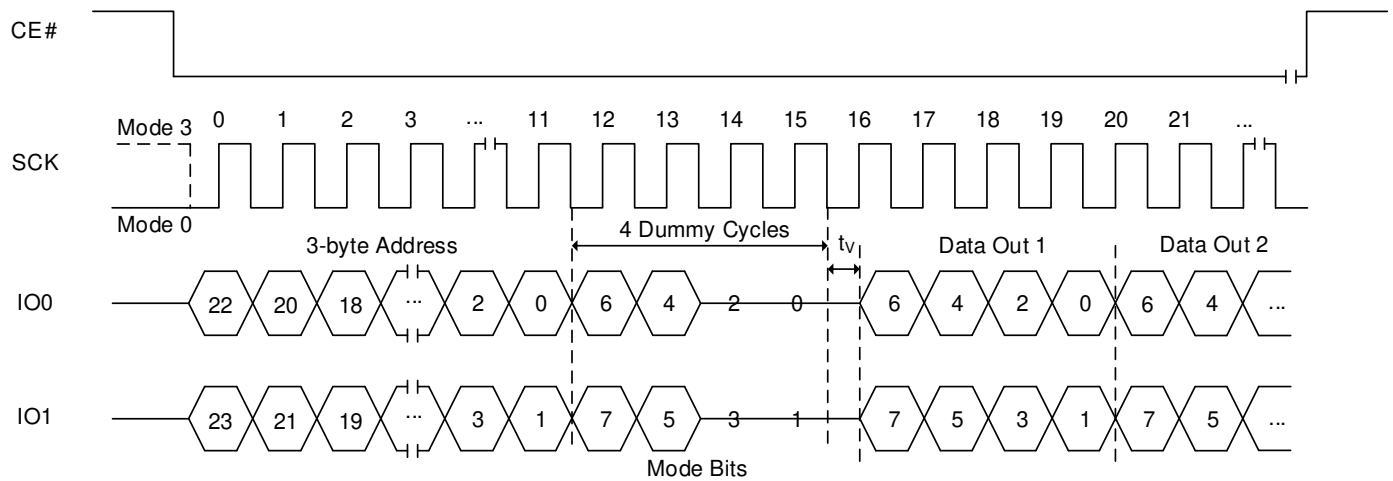 CE#
Mode 3 0 1 2 3 ... 11 12 13 14 15 16 17 18 19 20 21 ...
SCK
Mode 0
3-byte Address 4 Dummy Cycles tV Data Out 1 Data Out 2
IO0 22 20 18 ... 2 0 6 4 2 0 6 4 2 0 6 4 ...
IO1 23 21 19 ... 3 1 7 5 3 1 7 5 3 1 7 5 ...
Mode Bits